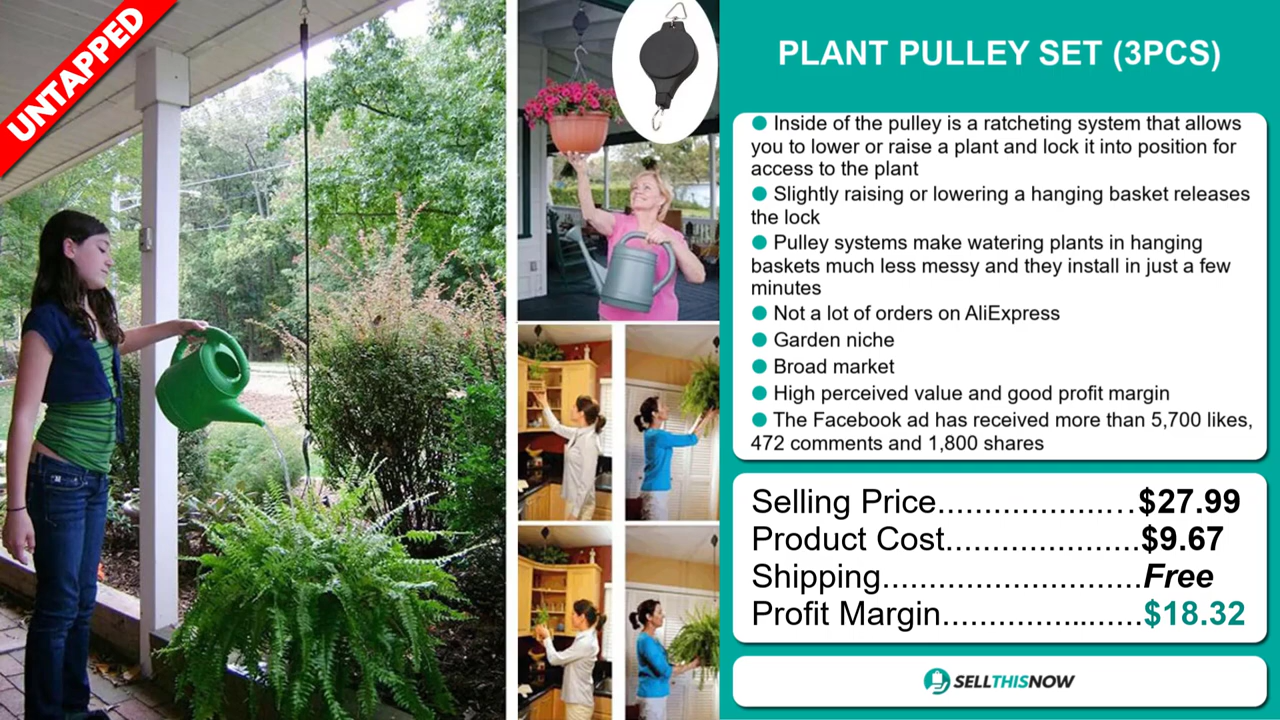 UNTAPPED
PLANT PULLEY SET (3PCS)
● Inside of the pulley is a ratcheting system that allows
you to lower or raise a plant and lock it into position for
access to the plant
● Slightly raising or lowering a hanging basket releases
the lock
● Pulley systems make watering plants in hanging
baskets much less messy and they install in just a few
minutes
● Not a lot of orders on AliExpress
● Garden niche
● Broad market
● High perceived value and good profit margin
● The Facebook ad has received more than 5,700 likes,
472 comments and 1,800 shares
Selling Price......................$27.99
Product Cost.....................$9.67
Shipping............................Free
Profit Margin......................$18.32
SELLTHISNOW